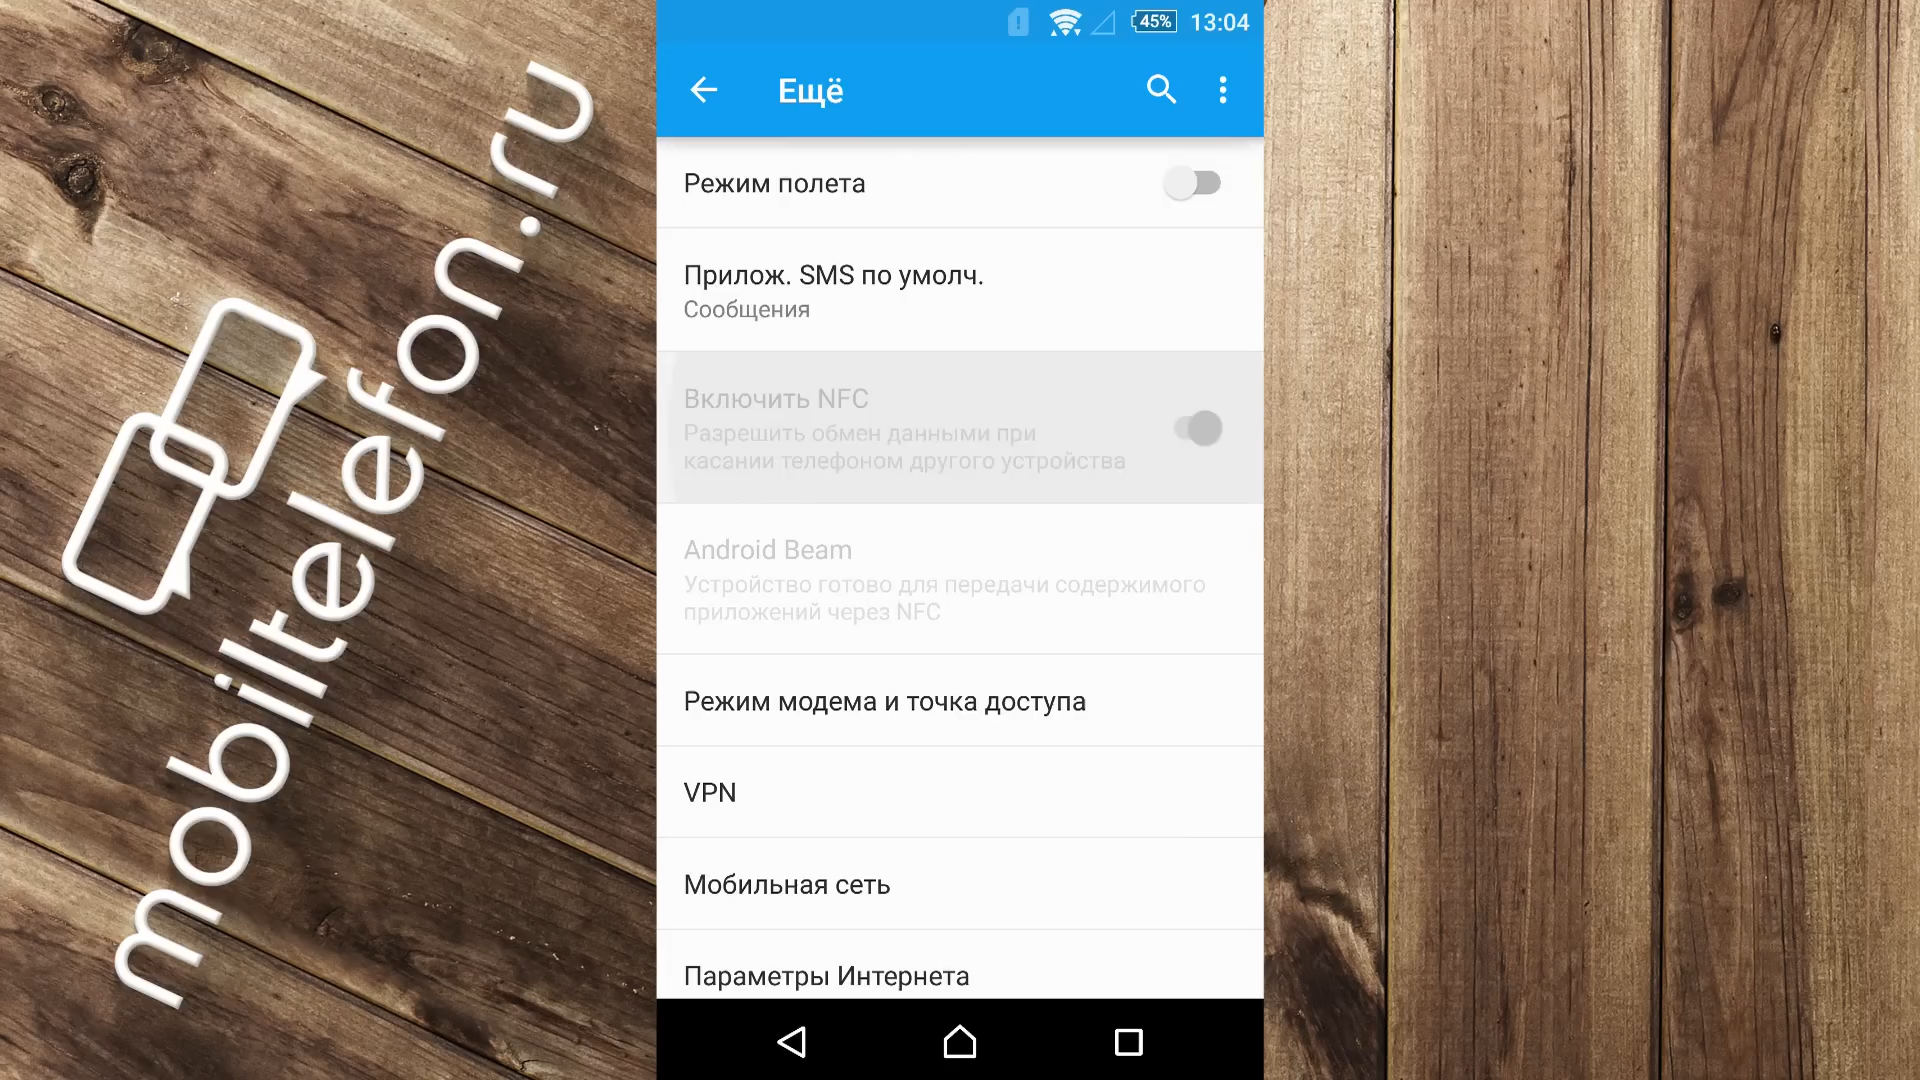 mobiltelefon.ru
45% 13:04
Ещё
Режим полета
Прилож. SMS по умолч.
Сообщения
Включить NFC
Разрешить обмен данными при
касании телефоном другого устройства
Android Beam
Устройство готово для передачи содержимого
приложений через NFC
Режим модема и точка доступа
VPN
Мобильная сеть
Параметры Интернета